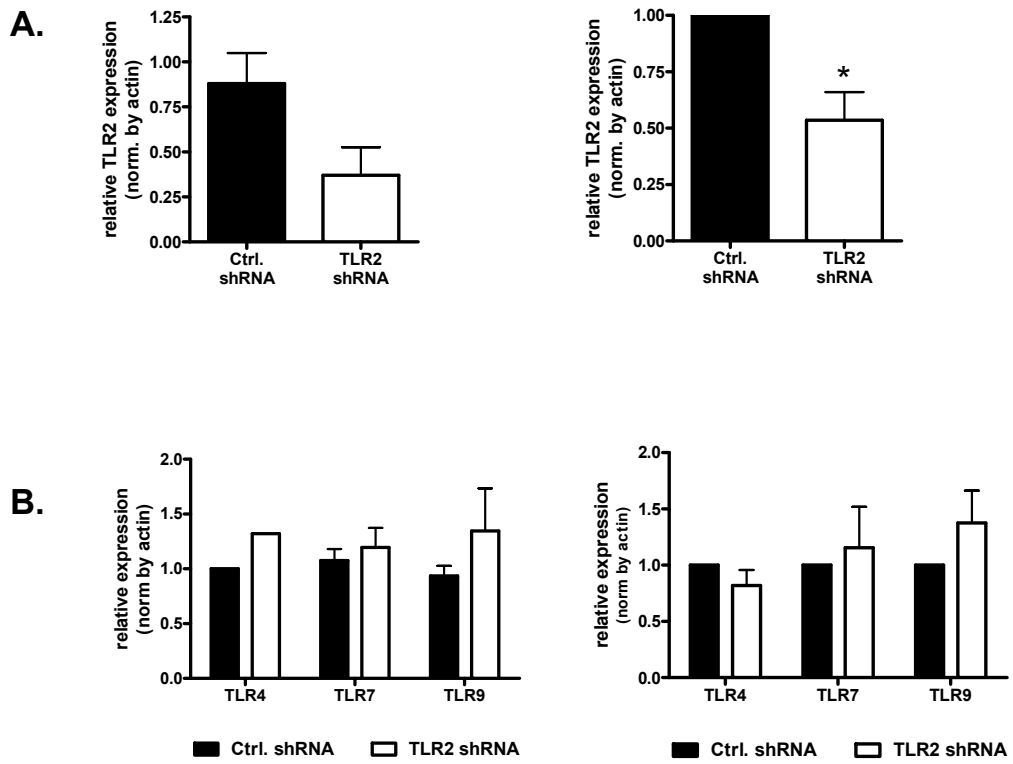 A.
relative TLR2 expression
(norm. by actin)
1.25
1.00
0.75
0.50
0.25
0.00
Ctrl.
shRNA
TLR2
shRNA
relative TLR2 expression
(norm. by actin)
1.00
0.75
0.50
0.25
0.00
*
Ctrl.
shRNA
TLR2
shRNA
B.
relative expression
(norm by actin)
2.0
1.5
1.0
0.5
0.0
TLR4 TLR7 TLR9
Ctrl. shRNA TLR2 shRNA
relative expression
(norm by actin)
2.0
1.5
1.0
0.5
0.0
TLR4 TLR7 TLR9
Ctrl. shRNA TLR2 shRNA